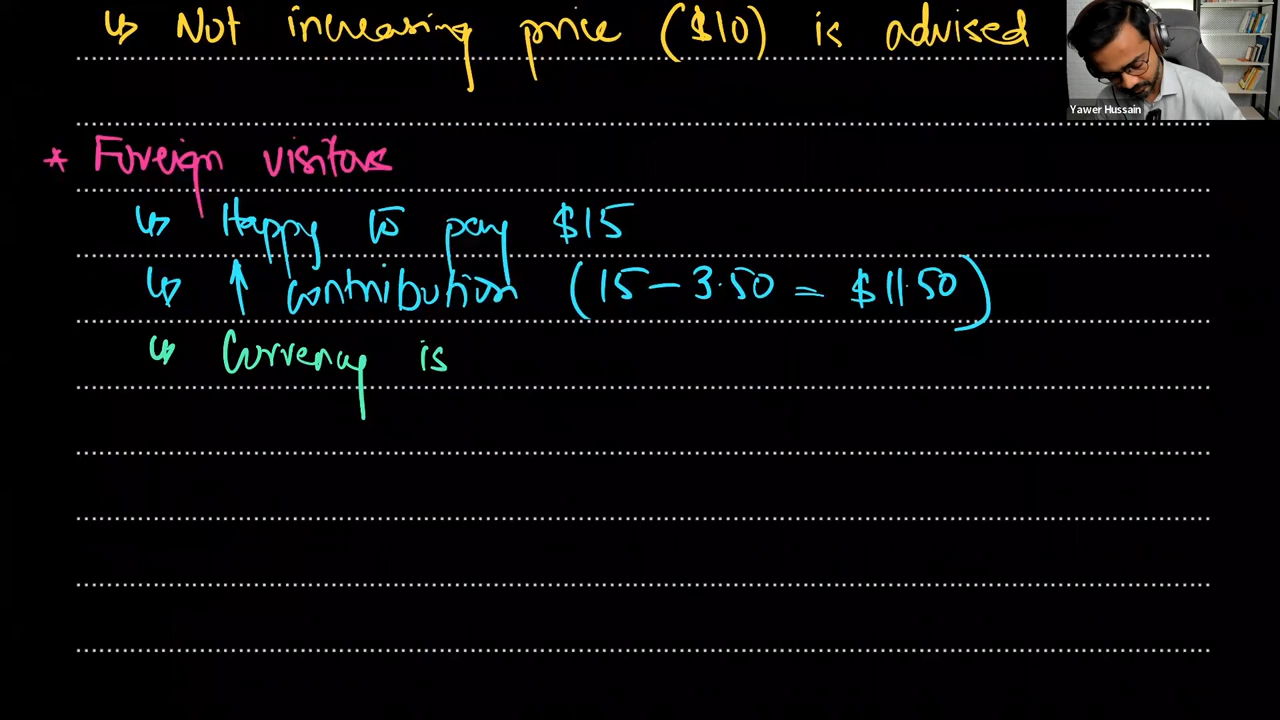 ↳ Not increasing price ($10) is advised
Yawer Hussain
* Foreign visitors
↳ Happy to pay $15
↳ ↑ contribution (15 - 3.50 = $11.50)
↳ Currency is